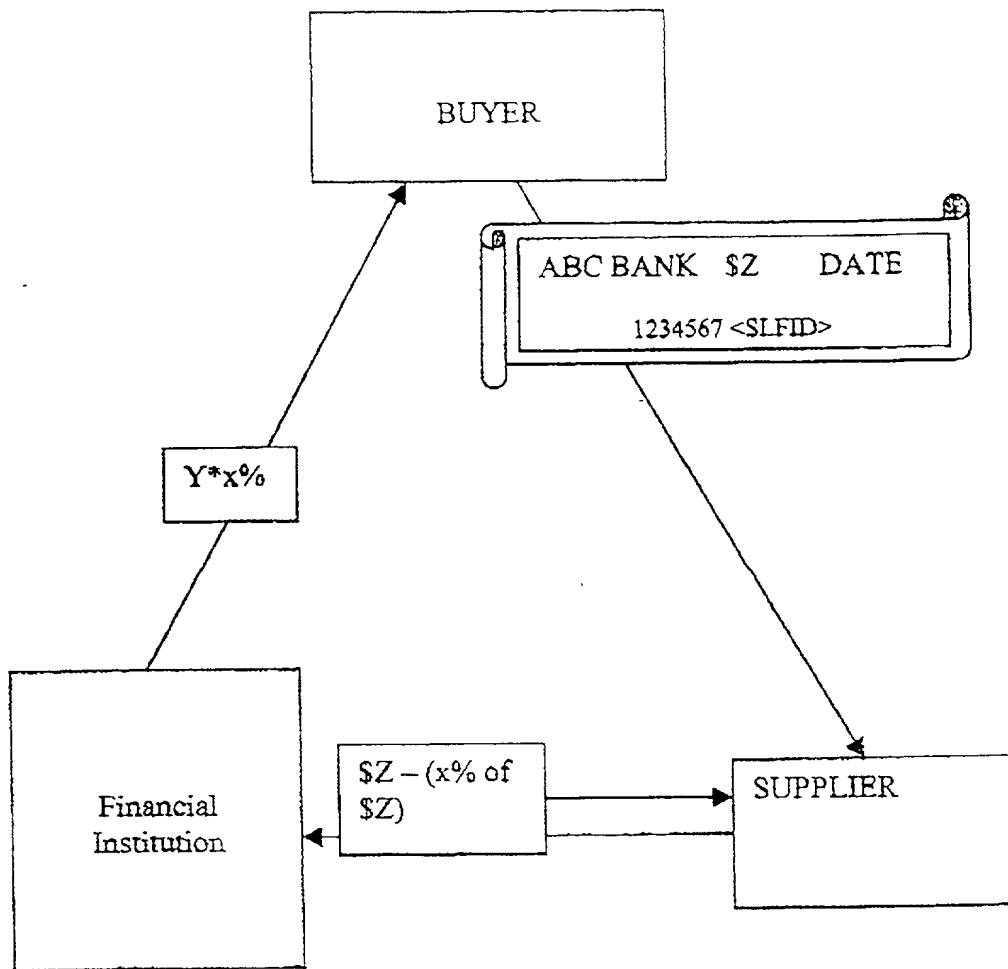 BUYER
ABC BANK $Z DATE
1234567 <SLFID>
Y*x%
$Z – (x% of
$Z)
SUPPLIER
Financial
Institution